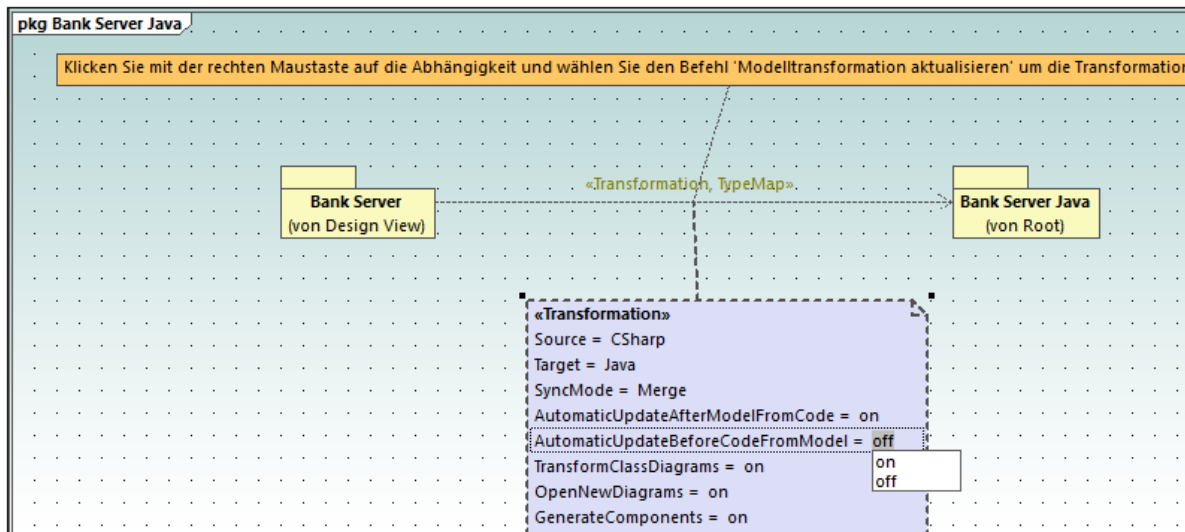 pkg Bank Server Java
Klicken Sie mit der rechten Maustaste auf die Abhängigkeit und wählen Sie den Befehl 'Modelltransformation aktualisieren' um die Transformation
«Transformation, TypeMap»
Bank Server
(von Design View)
Bank Server Java
(von Root)
«Transformation»
Source = CSharp
Target = Java
SyncMode = Merge
AutomaticUpdateAfterModelFromCode = on
AutomaticUpdateBeforeCodeFromModel = off
on
off
TransformClassDiagrams = on
OpenNewDiagrams = on
GenerateComponents = on